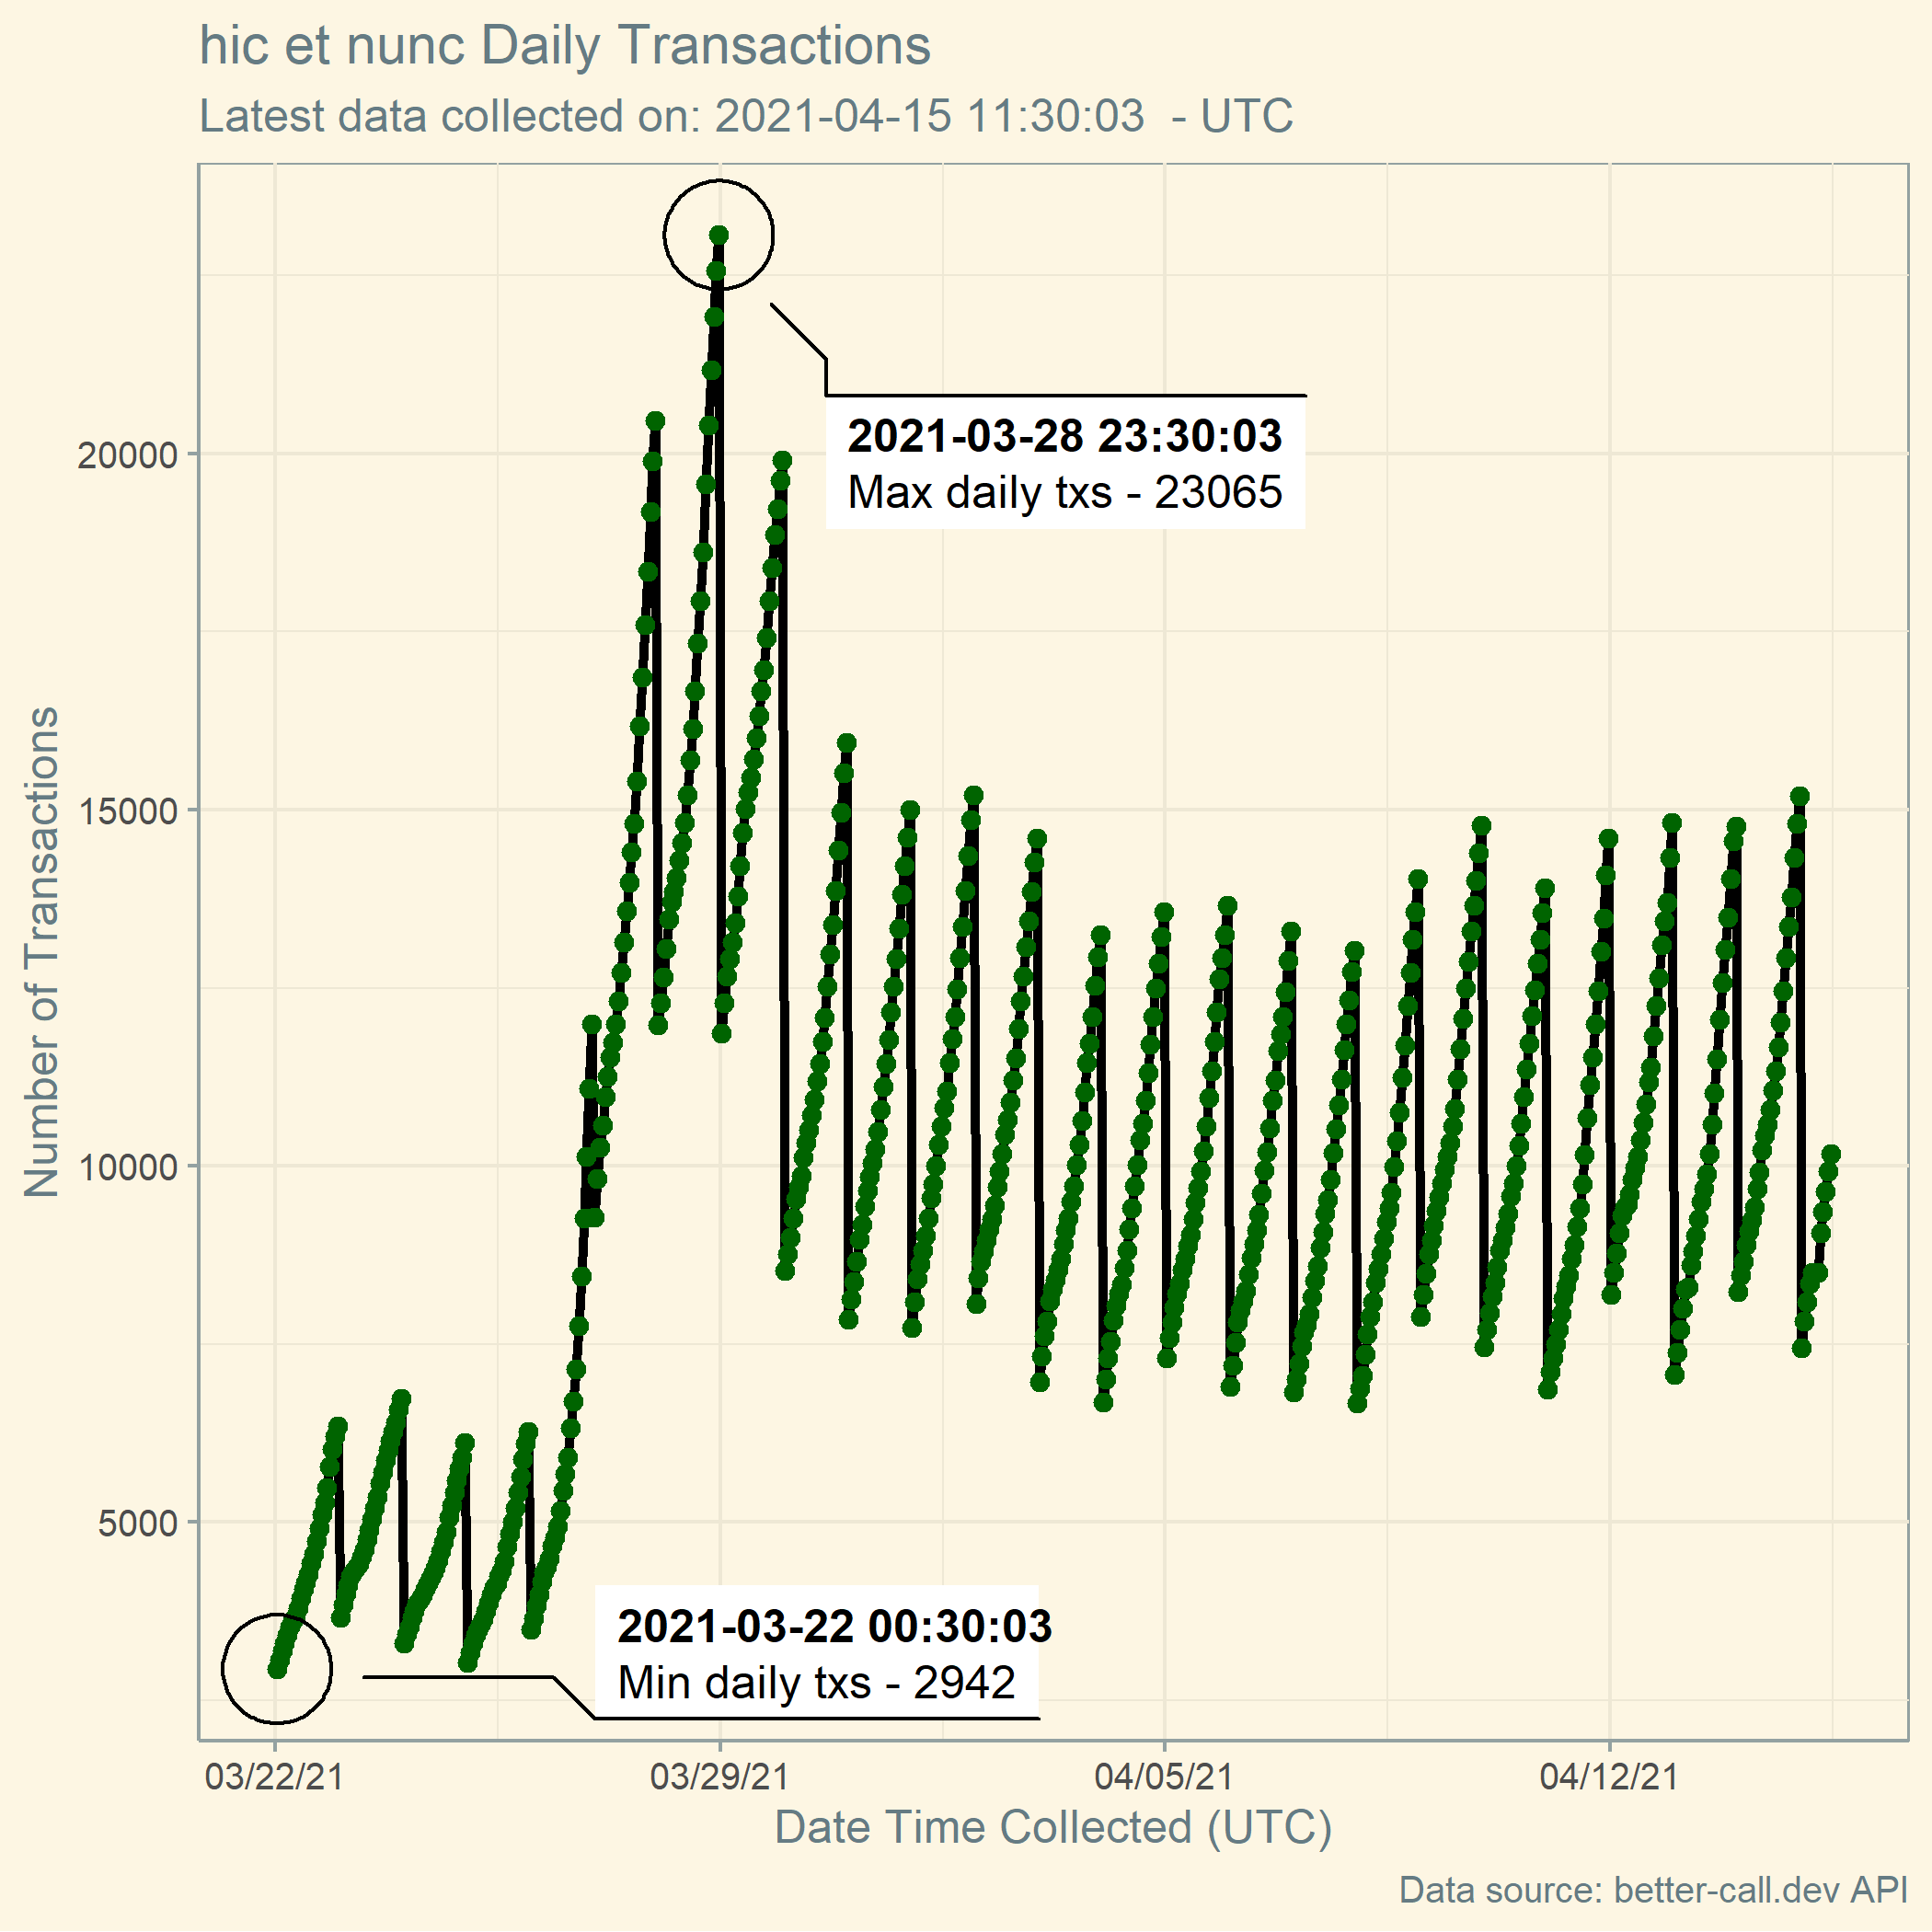 hic et nunc Daily Transactions
Latest data collected on: 2021-04-15 11:30:03  - UTC
Number of Transactions
20000
15000
10000
5000
2021-03-28 23:30:03
Max daily txs - 23065
2021-03-22 00:30:03
Min daily txs - 2942
03/22/21
03/29/21
04/05/21
04/12/21
Date Time Collected (UTC)
Data source: better-call.dev API